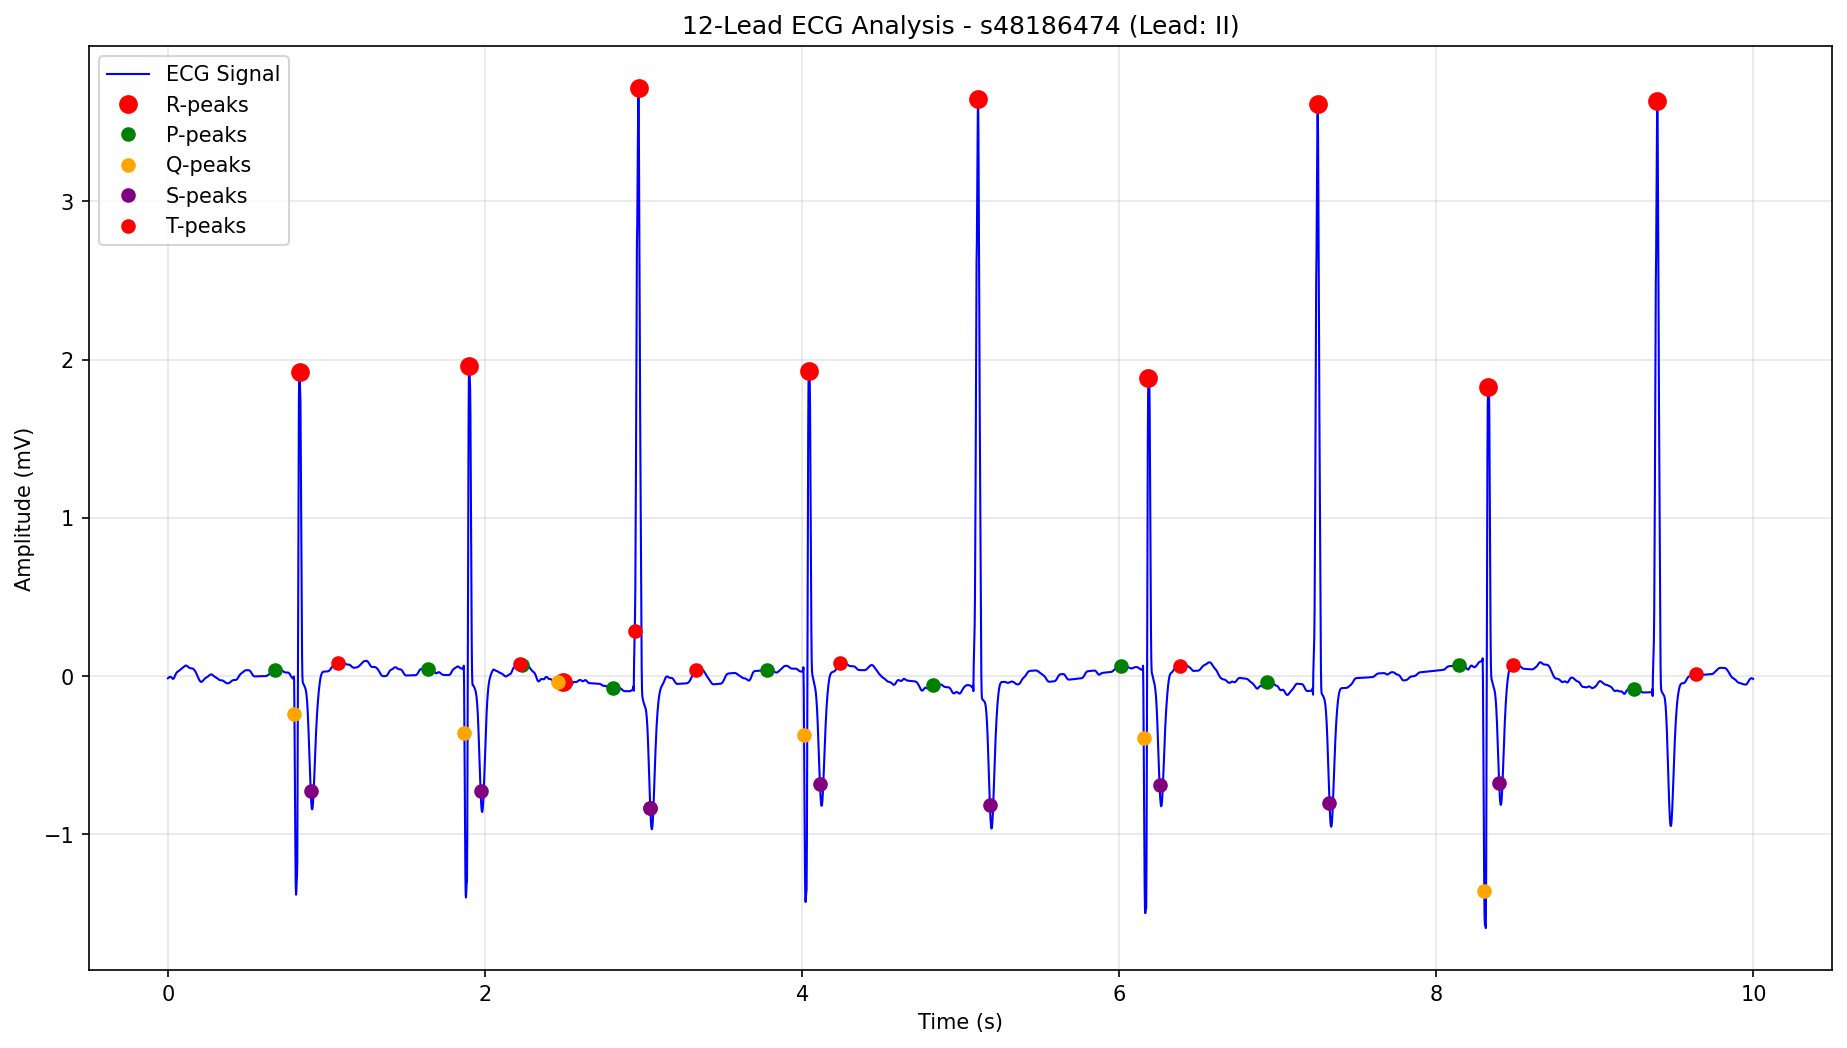 12-Lead ECG Analysis - s48186474 (Lead: II)
ECG Signal
R-peaks
P-peaks
Q-peaks
S-peaks
T-peaks
Amplitude (mV)
3
2
1
0
−1
0 2 4 6 8 10
Time (s)